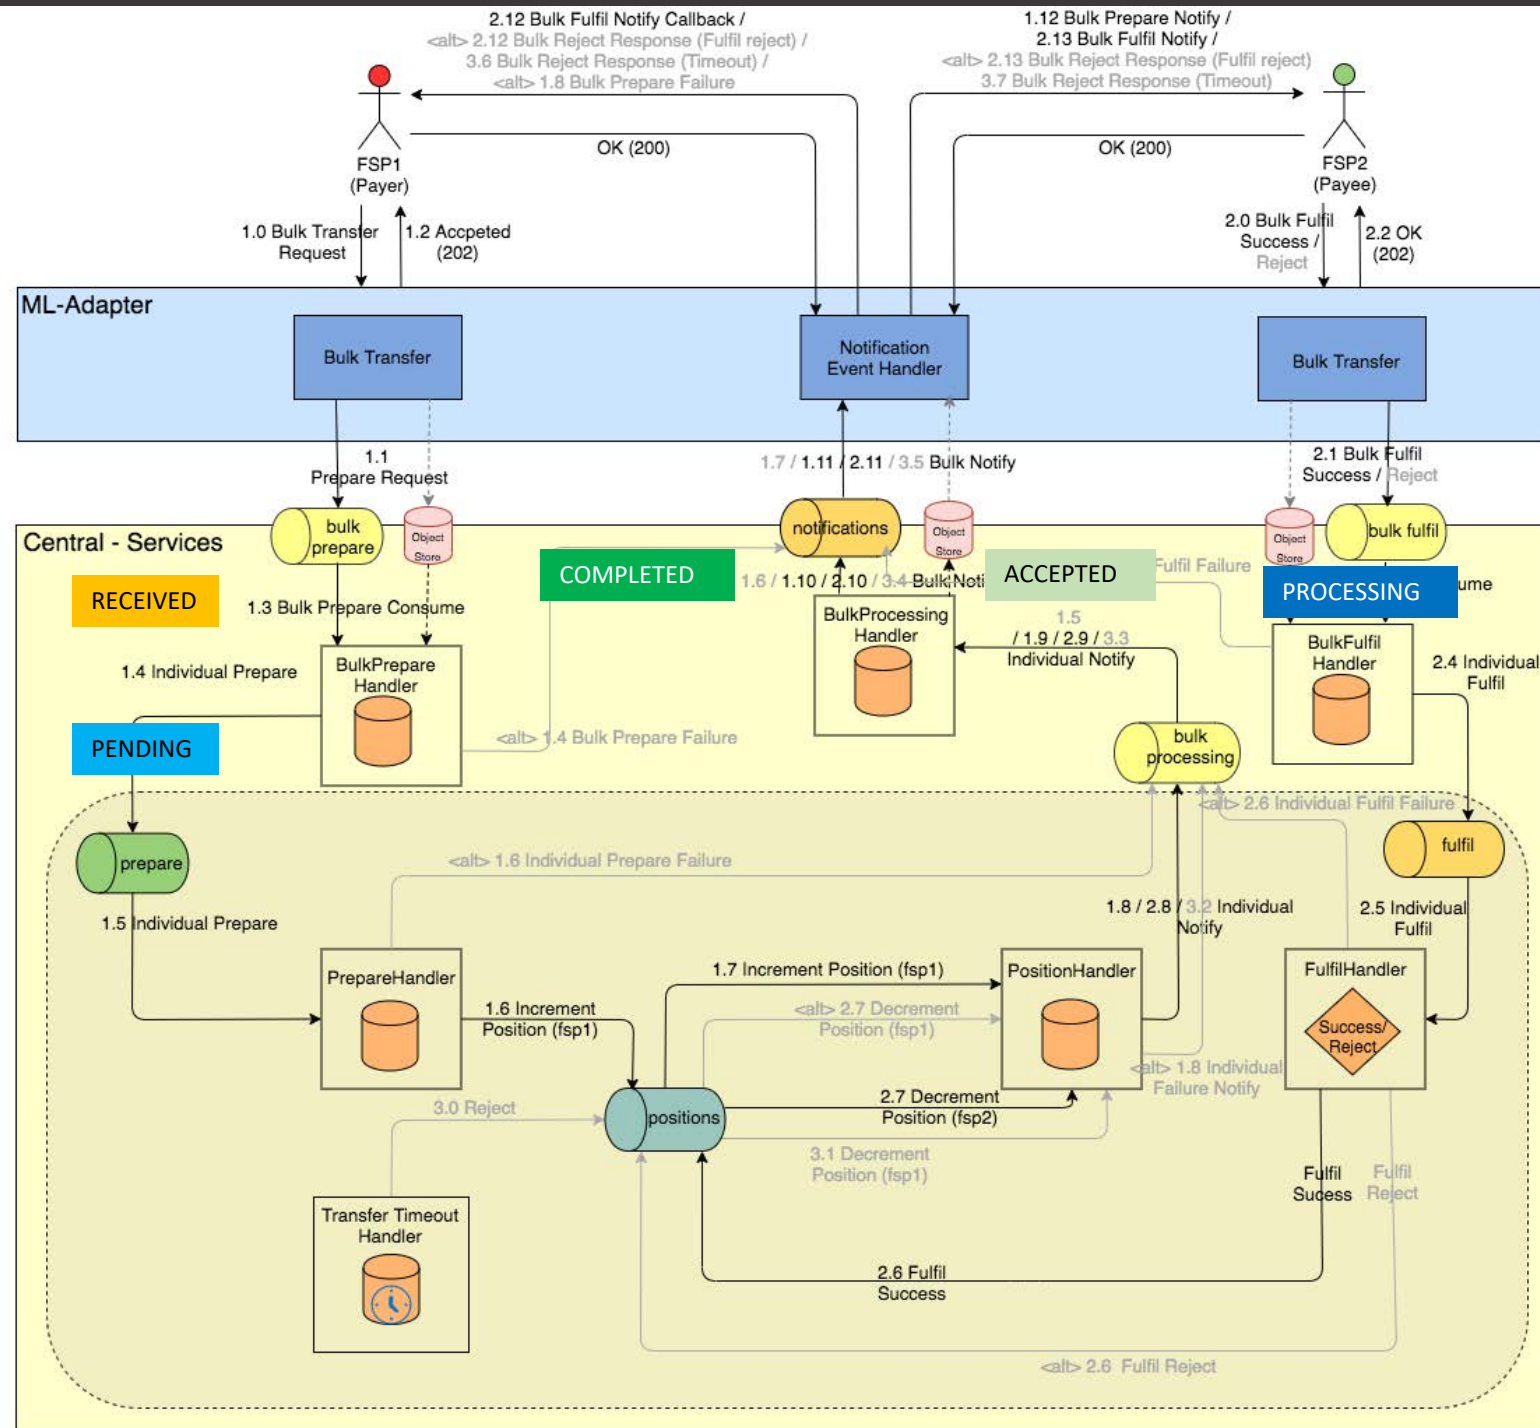 2.12 Bulk Fulfil Notify Callback /
<alt> 2.12 Bulk Reject Response (Fulfil reject) /
3.6 Bulk Reject Response (Timeout) /
<alt> 1.8 Bulk Prepare Failure
1.12 Bulk Prepare Notify /
2.13 Bulk Fulfil Notify /
<alt> 2.13 Bulk Reject Response (Fulfil reject)
3.7 Bulk Reject Response (Timeout)
OK (200)
OK (200)
FSP1
(Payer)
FSP2
(Payee)
1.0 Bulk Transfer
Request
1.2 Accpeted
(202)
2.0 Bulk Fulfil
Success /
Reject
2.2 OK
(202)
ML-Adapter
Bulk Transfer
Notification
Event Handler
Bulk Transfer
1.1
Prepare Request
1.7 / 1.11 / 2.11 / 3.5 Bulk Notify
2.1 Bulk Fulfil
Success / Reject
Central - Services
bulk
prepare
Object
Store
notifications
Object
Store
Object
Store
bulk fulfil
RECEIVED
COMPLETED
ACCEPTED
PROCESSING
1.6 / 1.10 / 2.10 / 3.4 Bulk Noti
Fulfil Failure
ume
1.3 Bulk Prepare Consume
BulkPrepare
Handler
BulkProcessing
Handler
1.5
/ 1.9 / 2.9 / 3.3
Individual Notify
BulkFulfil
Handler
1.4 Individual Prepare
2.4 Individual
Fulfil
PENDING
<alt> 1.4 Bulk Prepare Failure
bulk
processing
<alt> 2.6 Individual Fulfil Failure
prepare
<alt> 1.6 Individual Prepare Failure
fulfil
1.5 Individual Prepare
1.8 / 2.8 / 3.2 Individual
Notify
2.5 Individual
Fulfil
PrepareHandler
1.7 Increment Position (fsp1)
PositionHandler
FulfilHandler
1.6 Increment
Position (fsp1)
<alt> 2.7 Decrement
Position (fsp1)
Success/
Reject
<alt> 1.8 Individual
Failure Notify
3.0 Reject
positions
2.7 Decrement
Position (fsp2)
3.1 Decrement
Position (fsp1)
Fulfil
Sucess
Fulfil
Reject
Transfer Timeout
Handler
2.6 Fulfil
Success
<alt> 2.6 Fulfil Reject